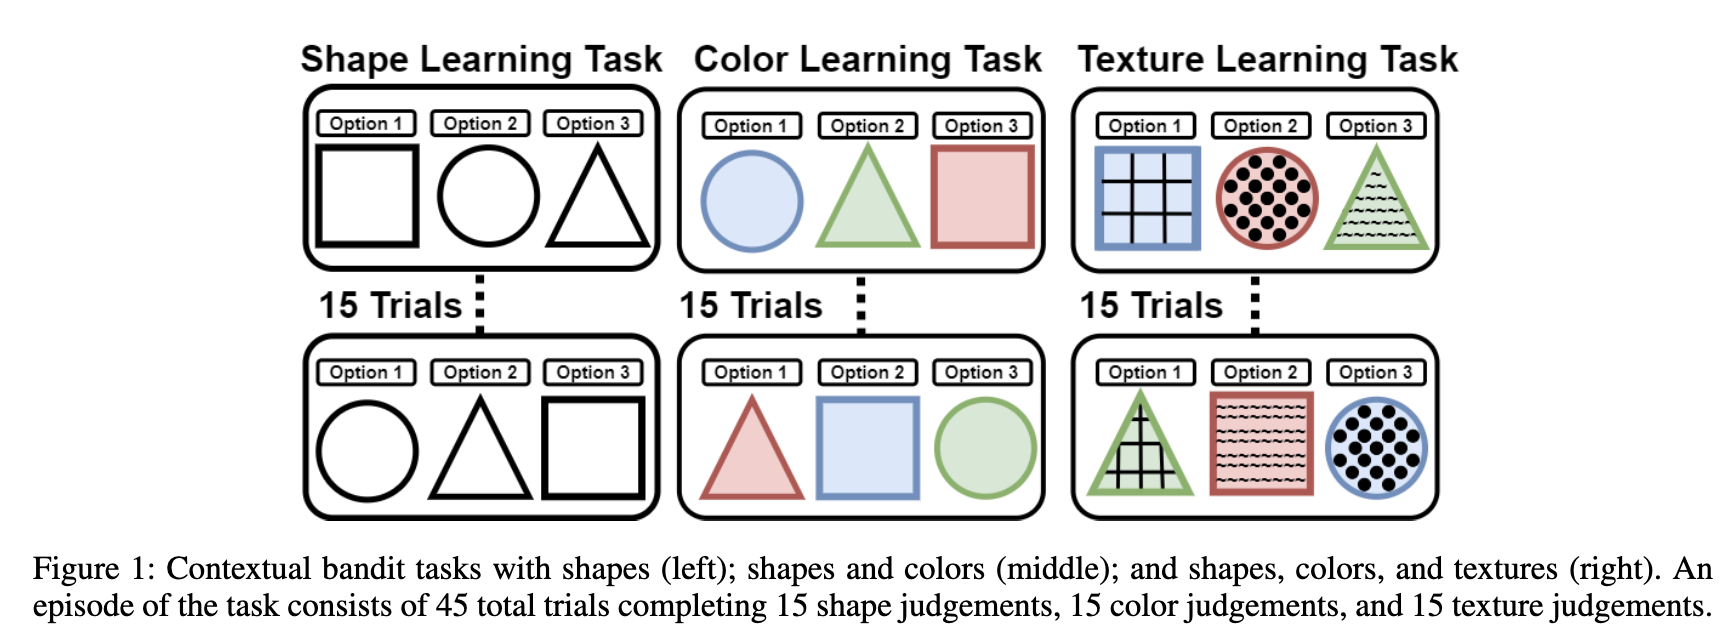 Shape Learning Task Color Learning Task Texture Learning Task
Option 1 Option 2 Option 3 Option 1 Option 2 Option 3 Option 1 Option 2 Option 3
15 Trials 15 Trials 15 Trials
Option 1 Option 2 Option 3 Option 1 Option 2 Option 3 Option 1 Option 2 Option 3
Figure 1: Contextual bandit tasks with shapes (left); shapes and colors (middle); and shapes, colors, and textures (right). An
episode of the task consists of 45 total trials completing 15 shape judgements, 15 color judgements, and 15 texture judgements.